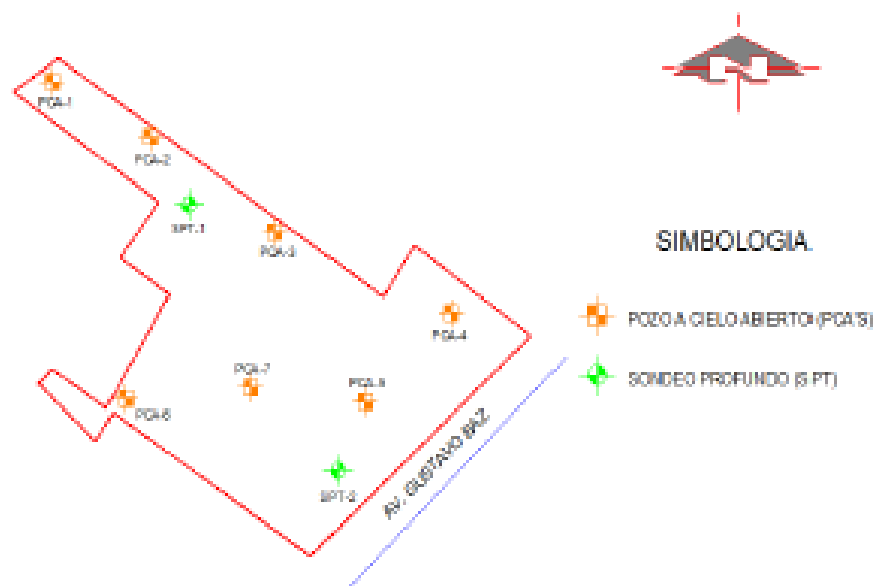 PCA-1
PCA-2
SPT-1
PCA-3
SIMBOLOGIA.
POZO A CIELO ABIERTO (PCA'S)
PCA-4
PCA-7
SONDEO PROFUNDO (S PT)
PCA-5
PCA-6
AV. GUSTAVO BAZ
SPT-2